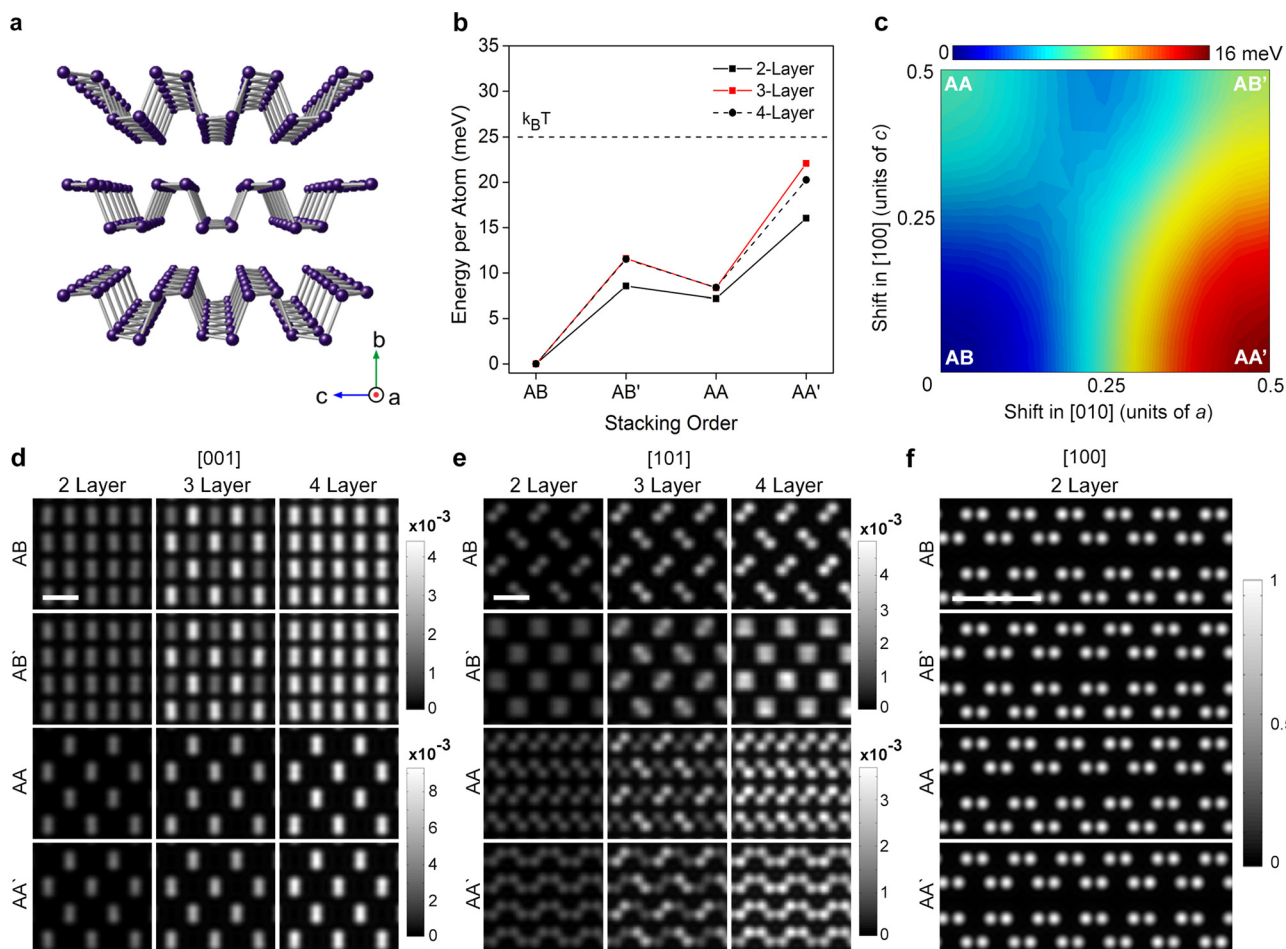 a
b
c
a
b
35
30
25
20
15
10
5
0
Energy per Atom (meV)
2-Layer
3-Layer
4-Layer
kBT
AB
AB'
AA
AA'
Stacking Order
c
0
16 meV
0.5
0.25
0
AA
AB'
AB
AA'
0.25
0.5
Shift in [100] (units of c)
Shift in [010] (units of a)
d
[001]
2 Layer
3 Layer
4 Layer
AB
AB`
AA
AA`
x10-3
4
3
2
1
0
x10-3
8
6
4
2
0
e
[101]
2 Layer
3 Layer
4 Layer
AB
AB`
AA
AA`
x10-3
4
3
2
1
0
x10-3
3
2
1
0
f
[100]
2 Layer
AB
AB`
AA
AA`
1
0.5
0